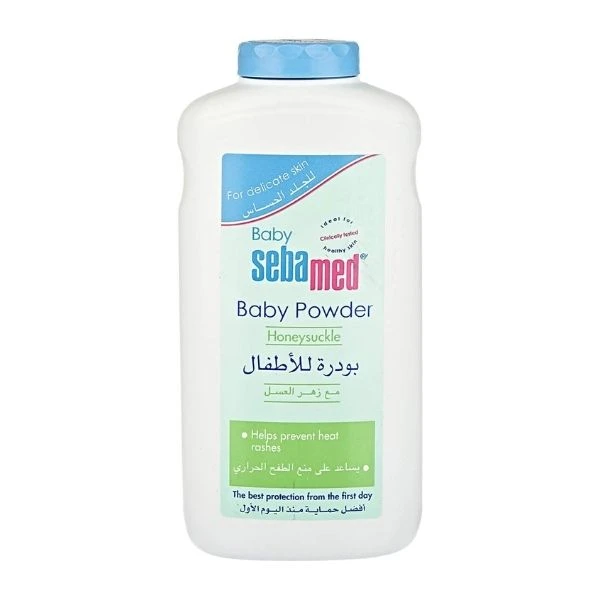 For delicate skin
للجلد الحساس
ideal for
Clinically tested
healthy skin
Baby
sebamed®
Baby Powder
Honeysuckle
بودرة للأطفال
مع زهر العسل
• Helps prevent heat
rashes
• يساعد على منع الطفح الحراري
The best protection from the first day
أفضل حماية منذ اليوم الأول